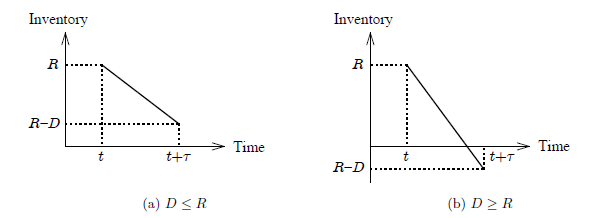 Inventory
R
R−D
t
t+τ
Time
(a) D ≤ R
Inventory
R
R−D
t
t+τ
Time
(b) D ≥ R